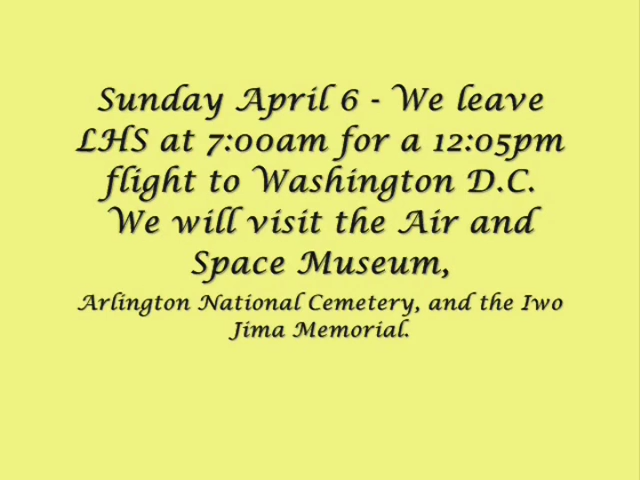 Sunday April 6 - We leave
LHS at 7:00am for a 12:05pm
flight to Washington D.C.
We will visit the Air and
Space Museum,
Arlington National Cemetery, and the Iwo
Jima Memorial.